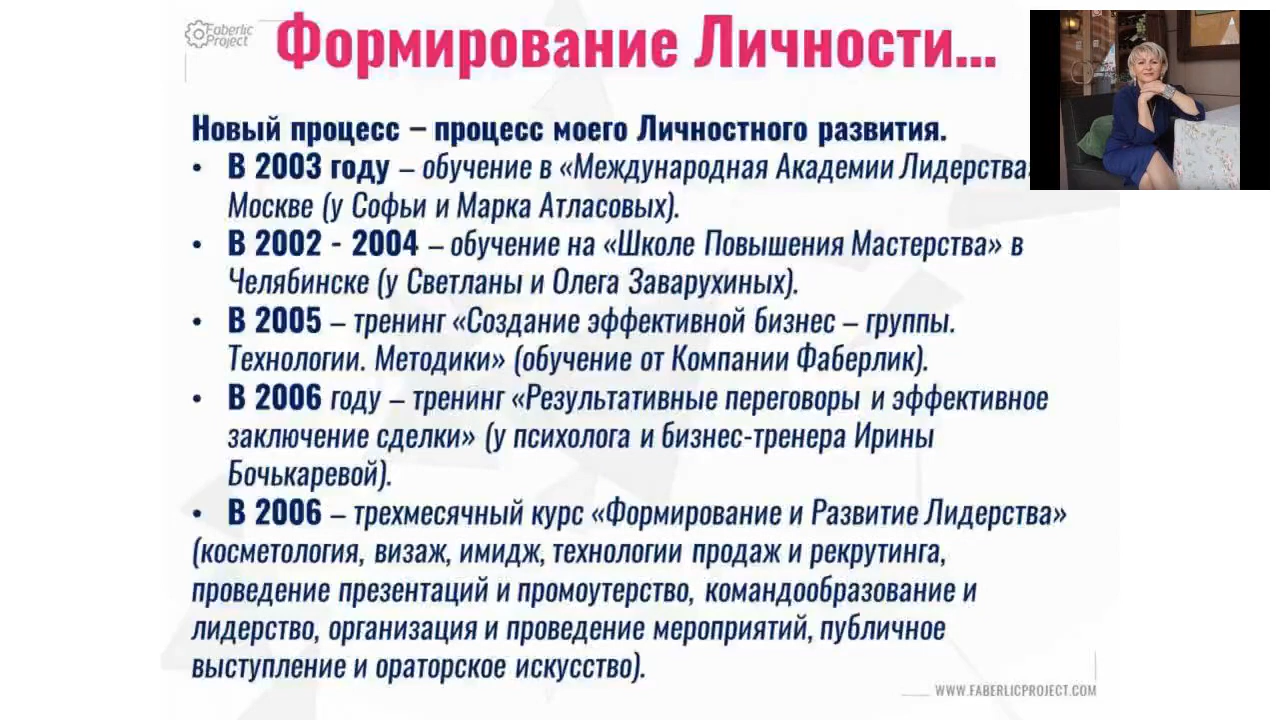 Faberlic
Project
Формирование Личности...
Новый процесс – процесс моего Личностного развития.
• В 2003 году – обучение в «Международная Академии Лидерства»
Москве (у Софьи и Марка Атласовых).
• В 2002 - 2004 – обучение на «Школе Повышения Мастерства» в
Челябинске (у Светланы и Олега Заварухиных).
• В 2005 – тренинг «Создание эффективной бизнес – группы.
Технологии. Методики» (обучение от Компании Фаберлик).
• В 2006 году – тренинг «Результативные переговоры и эффективное
заключение сделки» (у психолога и бизнес-тренера Ирины
Бочькаревой).
• В 2006 – трехмесячный курс «Формирование и Развитие Лидерства»
(косметология, визаж, имидж, технологии продаж и рекрутинга,
проведение презентаций и промоутерство, командообразование и
лидерство, организация и проведение мероприятий, публичное
выступление и ораторское искусство).
WWW.FABERLICPROJECT.COM